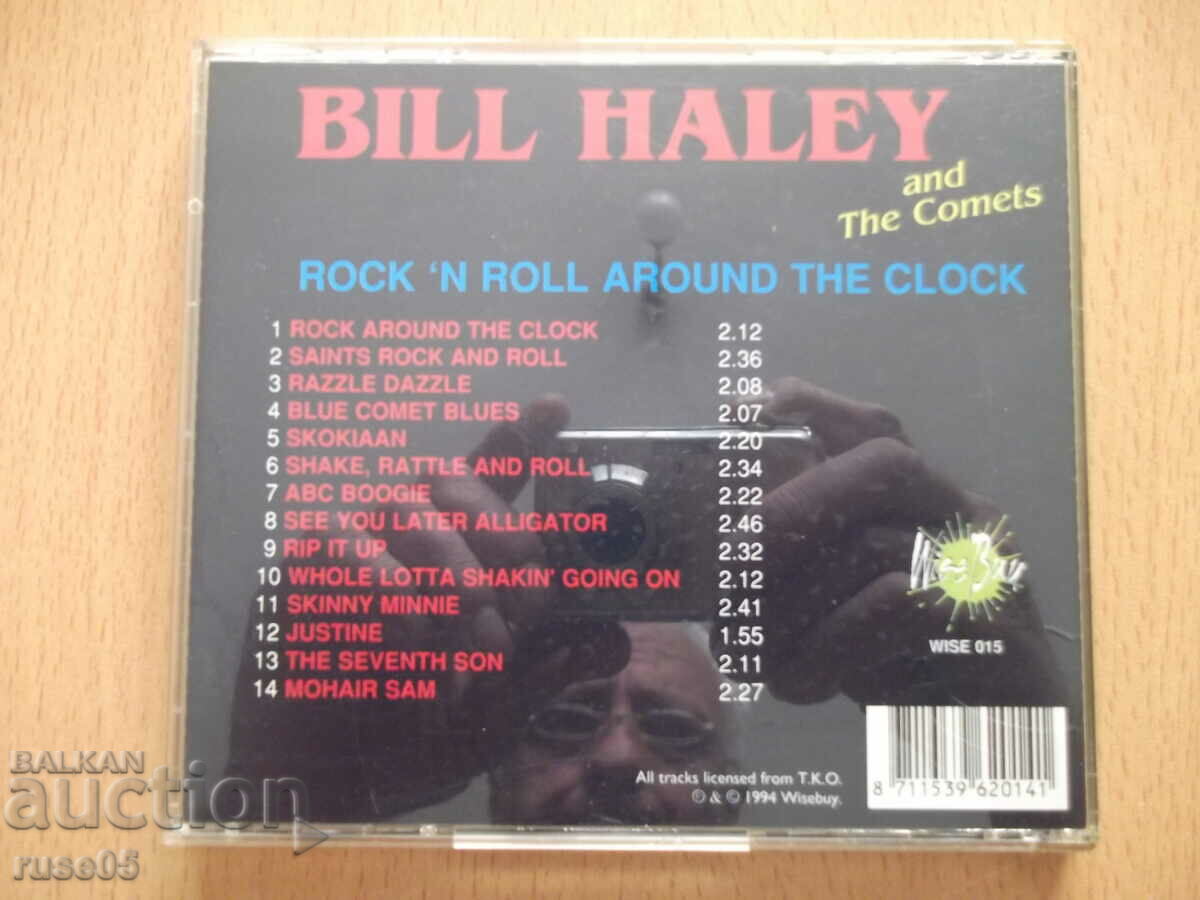 BILL HALEY
and
The Comets
ROCK 'N ROLL AROUND THE CLOCK
1 ROCK AROUND THE CLOCK 2.12
2 SAINTS ROCK AND ROLL 2.36
3 RAZZLE DAZZLE 2.08
4 BLUE COMET BLUES 2.07
5 SKOKIAAN 2.20
6 SHAKE, RATTLE AND ROLL 2.34
7 ABC BOOGIE 2.22
8 SEE YOU LATER ALLIGATOR 2.46
9 RIP IT UP 2.32
10 WHOLE LOTTA SHAKIN' GOING ON 2.12
11 SKINNY MINNIE 2.41
12 JUSTINE 1.55
13 THE SEVENTH SON 2.11
14 MOHAIR SAM 2.27
WISE 015
All tracks licensed from T.K.O.
℗ & © 1994 Wisebuy.
8 711539 620141
BALKAN
auction
ruse05